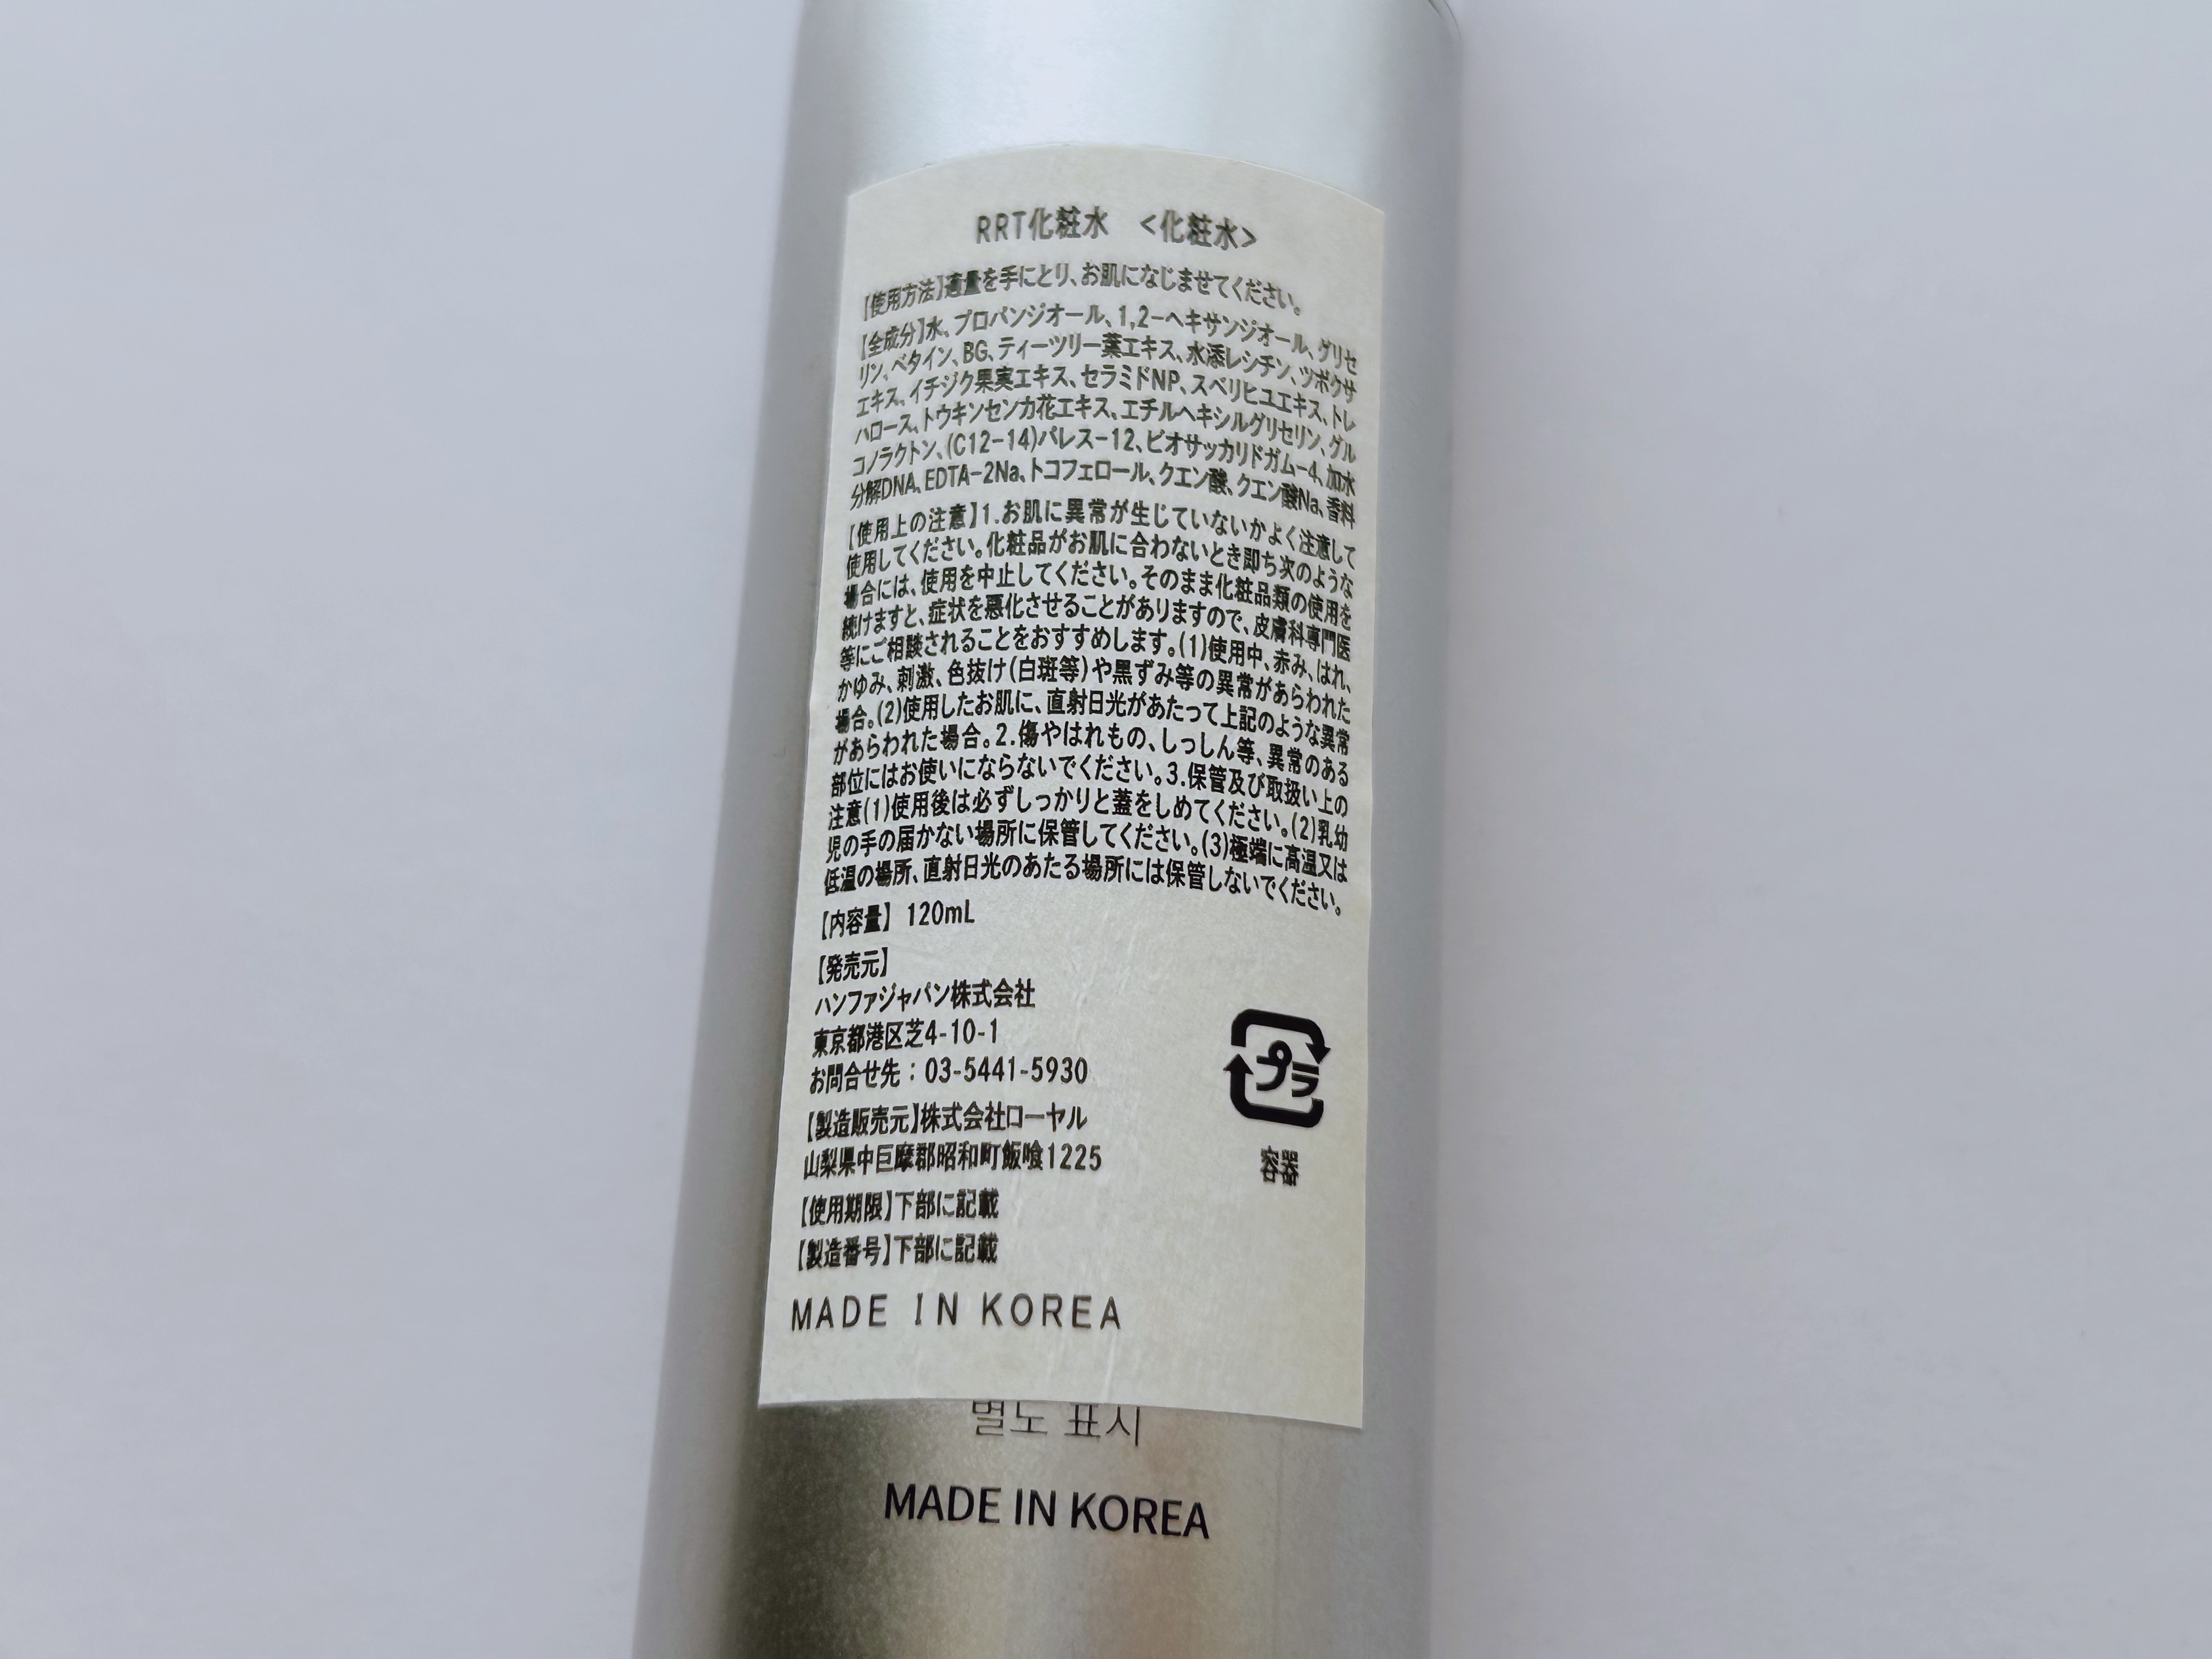 RRT化粧水　<化粧水>
【使用方法】適量を手にとり、お肌になじませてください。
【全成分】水、プロパンジオール、1,2-ヘキサンジオール、グリセ
リン、ベタイン、BG、ティーツリー葉エキス、水添レシチン、ツボクサ
エキス、イチジク果実エキス、セラミドNP、スベリヒユエキス、トレ
ハロース、トウキンセンカ花エキス、エチルヘキシルグリセリン、グル
コノラクトン、(C12-14)パレス-12、ビオサッカリドガム-4、加水
分解DNA、EDTA-2Na、トコフェロール、クエン酸、クエン酸Na、香料
【使用上の注意】1.お肌に異常が生じていないかよく注意して
使用してください。化粧品がお肌に合わないとき即ち次のような
場合には、使用を中止してください。そのまま化粧品類の使用を
続けますと、症状を悪化させることがありますので、皮膚科専門医
等にご相談されることをおすすめします。(1)使用中、赤み、はれ、
かゆみ、刺激、色抜け(白斑等)や黒ずみ等の異常があらわれた
場合。(2)使用したお肌に、直射日光があたって上記のような異常
があらわれた場合。2.傷やはれもの、しっしん等、異常のある
部位にはお使いにならないでください。3.保管及び取扱い上の
注意(1)使用後は必ずしっかりと蓋をしめてください。(2)乳幼
児の手の届かない場所に保管してください。(3)極端に高温又は
低温の場所、直射日光のあたる場所には保管しないでください。
【内容量】 120mL
【発売元】
ハンファジャパン株式会社
東京都港区芝4-10-1
お問合せ先：03-5441-5930
【製造販売元】株式会社ローヤル
山梨県中巨摩郡昭和町飯喰1225
【使用期限】下部に記載
【製造番号】下部に記載
MADE IN KOREA
プラ
容器
별도 표시
MADE IN KOREA